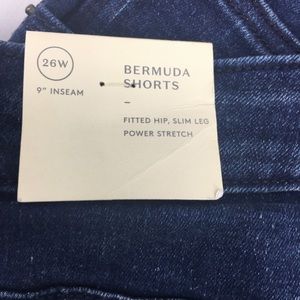 26W
9" INSEAM
BERMUDA
SHORTS
–
FITTED HIP, SLIM LEG
POWER STRETCH